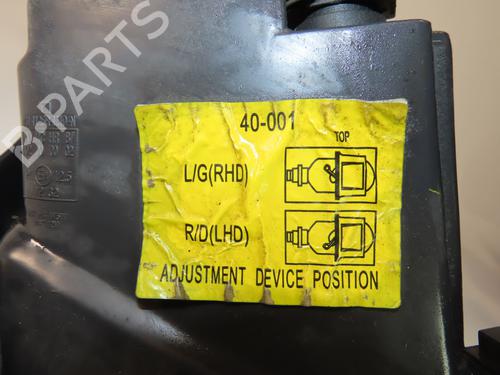 B-PARTS
40-001
TOP
L/G(RHD)
R/D(LHD)
ADJUSTMENT DEVICE POSITION